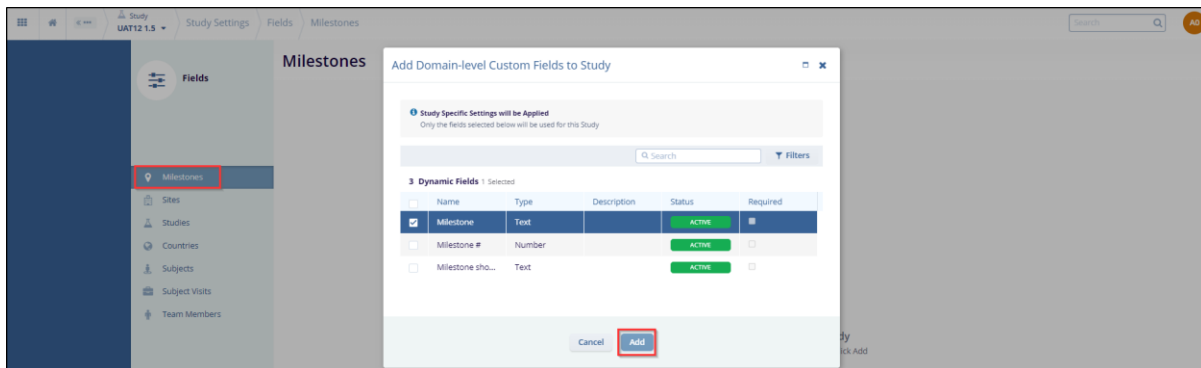 Study
UAT12 1.5
Study Settings
Fields
Milestones
Search
AO
Fields
Milestones
Sites
Studies
Countries
Subjects
Subject Visits
Team Members
Milestones
Add Domain-level Custom Fields to Study
Study Specific Settings will be Applied
Only the fields selected below will be used for this Study
Search
Filters
3 Dynamic Fields 1 Selected
Name Type Description Status Required
Milestone Text ACTIVE
Milestone # Number ACTIVE
Milestone sho... Text ACTIVE
Cancel Add
dy
ick Add